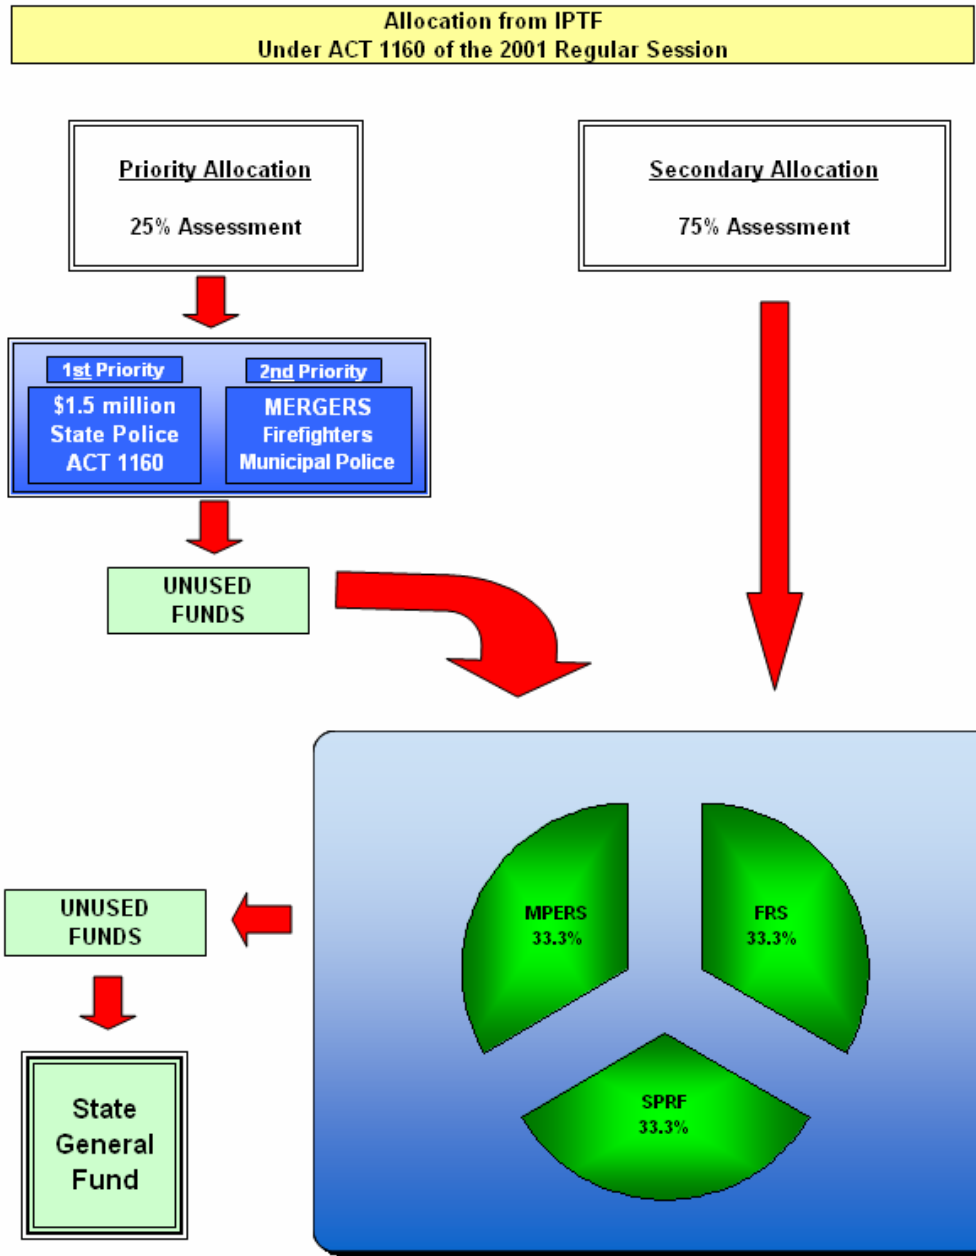 Allocation from IPTF
Under ACT 1160 of the 2001 Regular Session
Priority Allocation
25% Assessment
Secondary Allocation
75% Assessment
1st Priority
$1.5 million
State Police
ACT 1160
2nd Priority
MERGERS
Firefighters
Municipal Police
UNUSED
FUNDS
MPERS
33.3%
FRS
33.3%
SPRF
33.3%
UNUSED
FUNDS
State
General
Fund